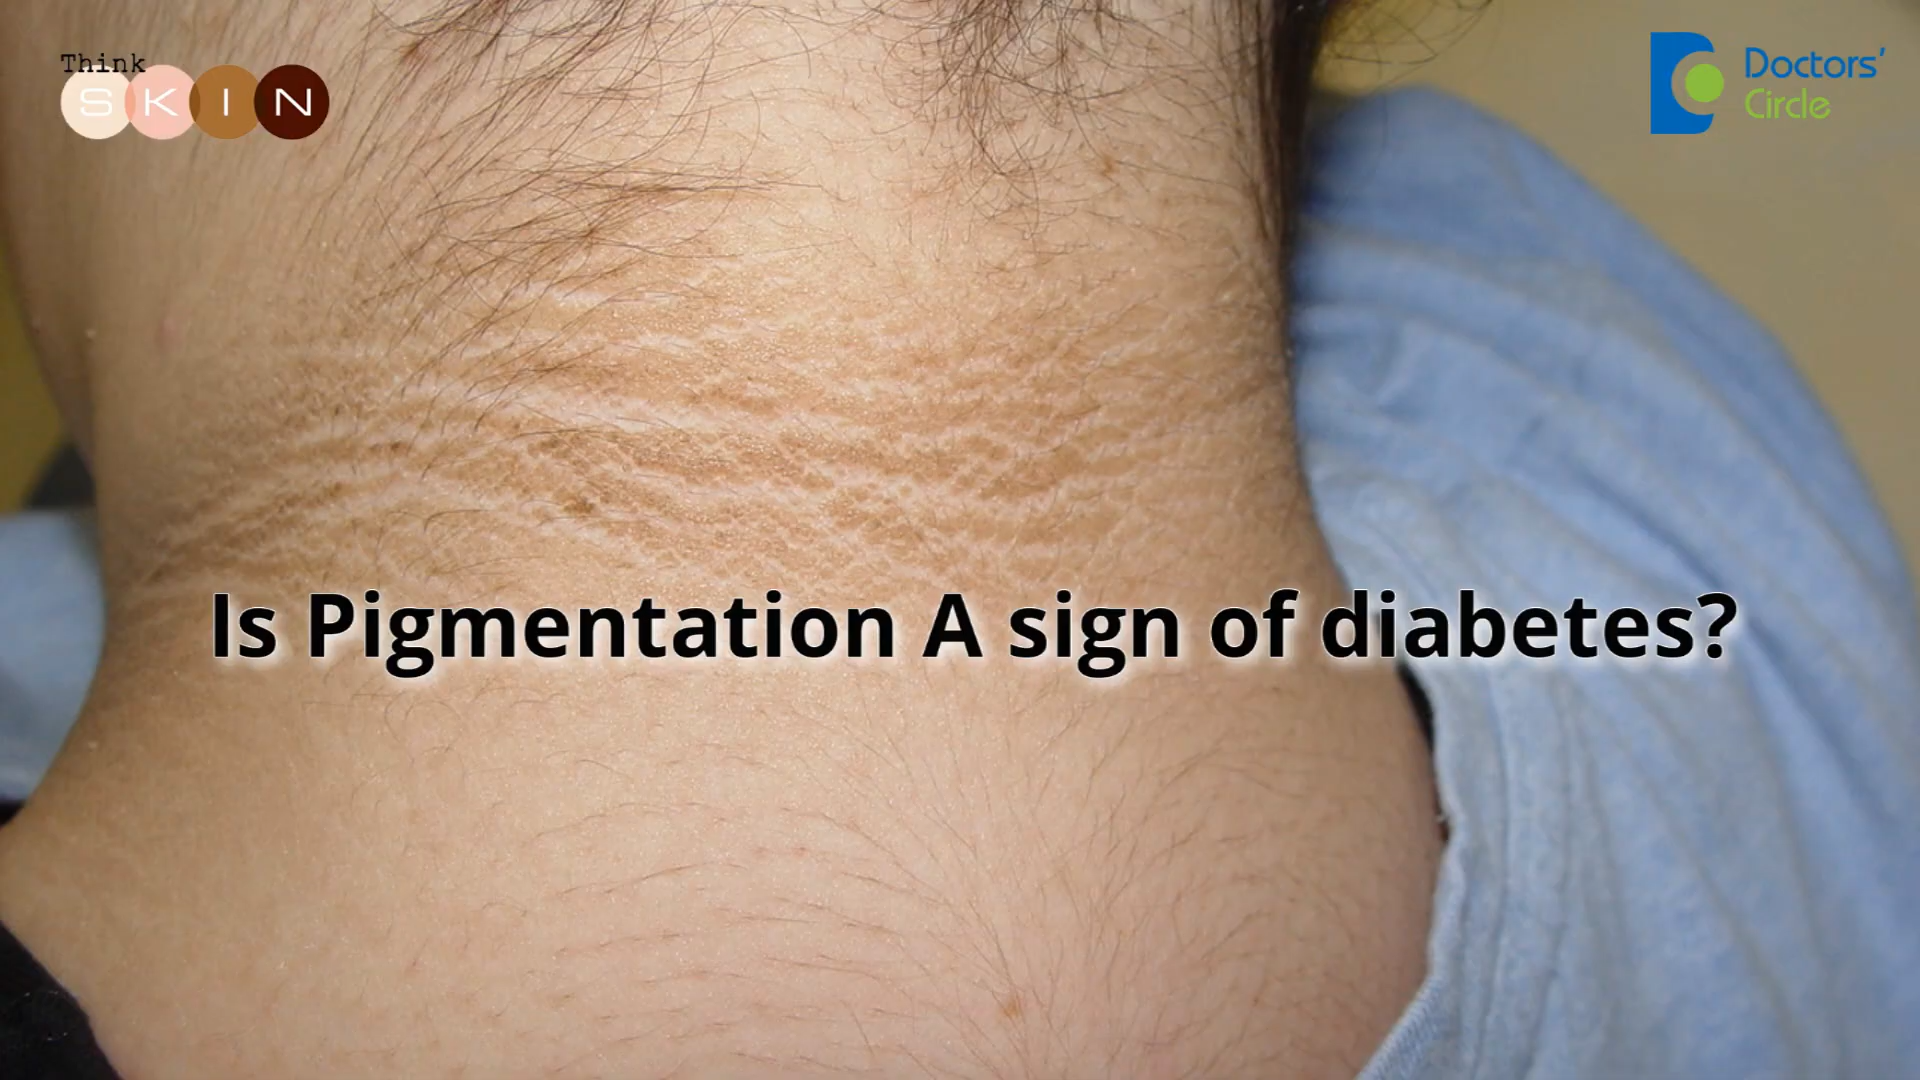 Think
SKIN
Doctors'
Circle
Is Pigmentation A sign of diabetes?